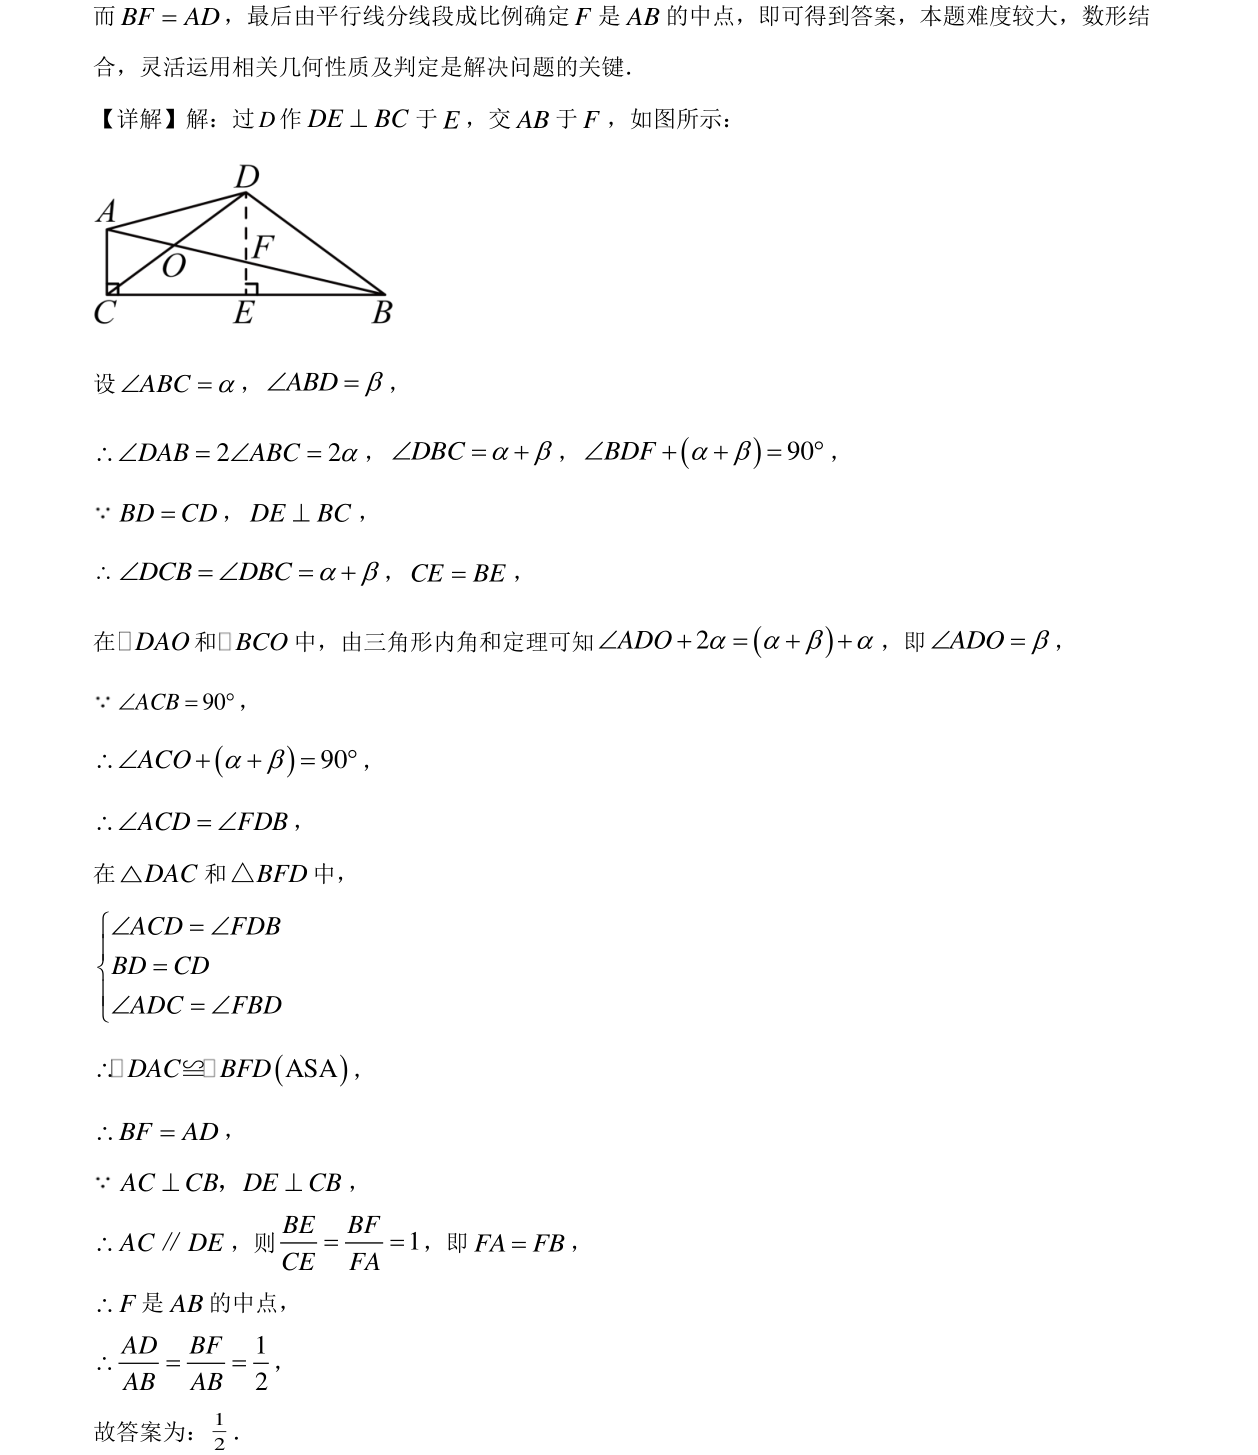 而 BF = AD，最后由平行线分线段成比例确定 F 是 AB 的中点，即可得到答案，本题难度较大，数形结
合，灵活运用相关几何性质及判定是解决问题的关键．
【详解】解：过 D 作 DE ⊥ BC 于 E，交 AB 于 F，如图所示：
D
A
F
O
C E B
设∠ABC = α，∠ABD = β，
∴∠DAB = 2∠ABC = 2α，∠DBC = α + β，∠BDF + (α + β) = 90°，
∵ BD = CD，DE ⊥ BC，
∴ ∠DCB = ∠DBC = α + β，CE = BE，
在□DAO 和□BCO 中，由三角形内角和定理可知∠ADO + 2α = (α + β) + α，即∠ADO = β，
∵ ∠ACB = 90°，
∴∠ACO + (α + β) = 90°，
∴∠ACD = ∠FDB，
在△DAC 和△BFD 中，
∠ACD = ∠FDB
BD = CD
∠ADC = ∠FBD
∴□DAC≌□BFD(ASA)，
∴BF = AD，
∵ AC ⊥ CB，DE ⊥ CB，
∴AC // DE，则 BE/CE = BF/FA = 1，即 FA = FB，
∴F 是 AB 的中点，
∴AD/AB = BF/AB = 1/2，
故答案为：1/2．